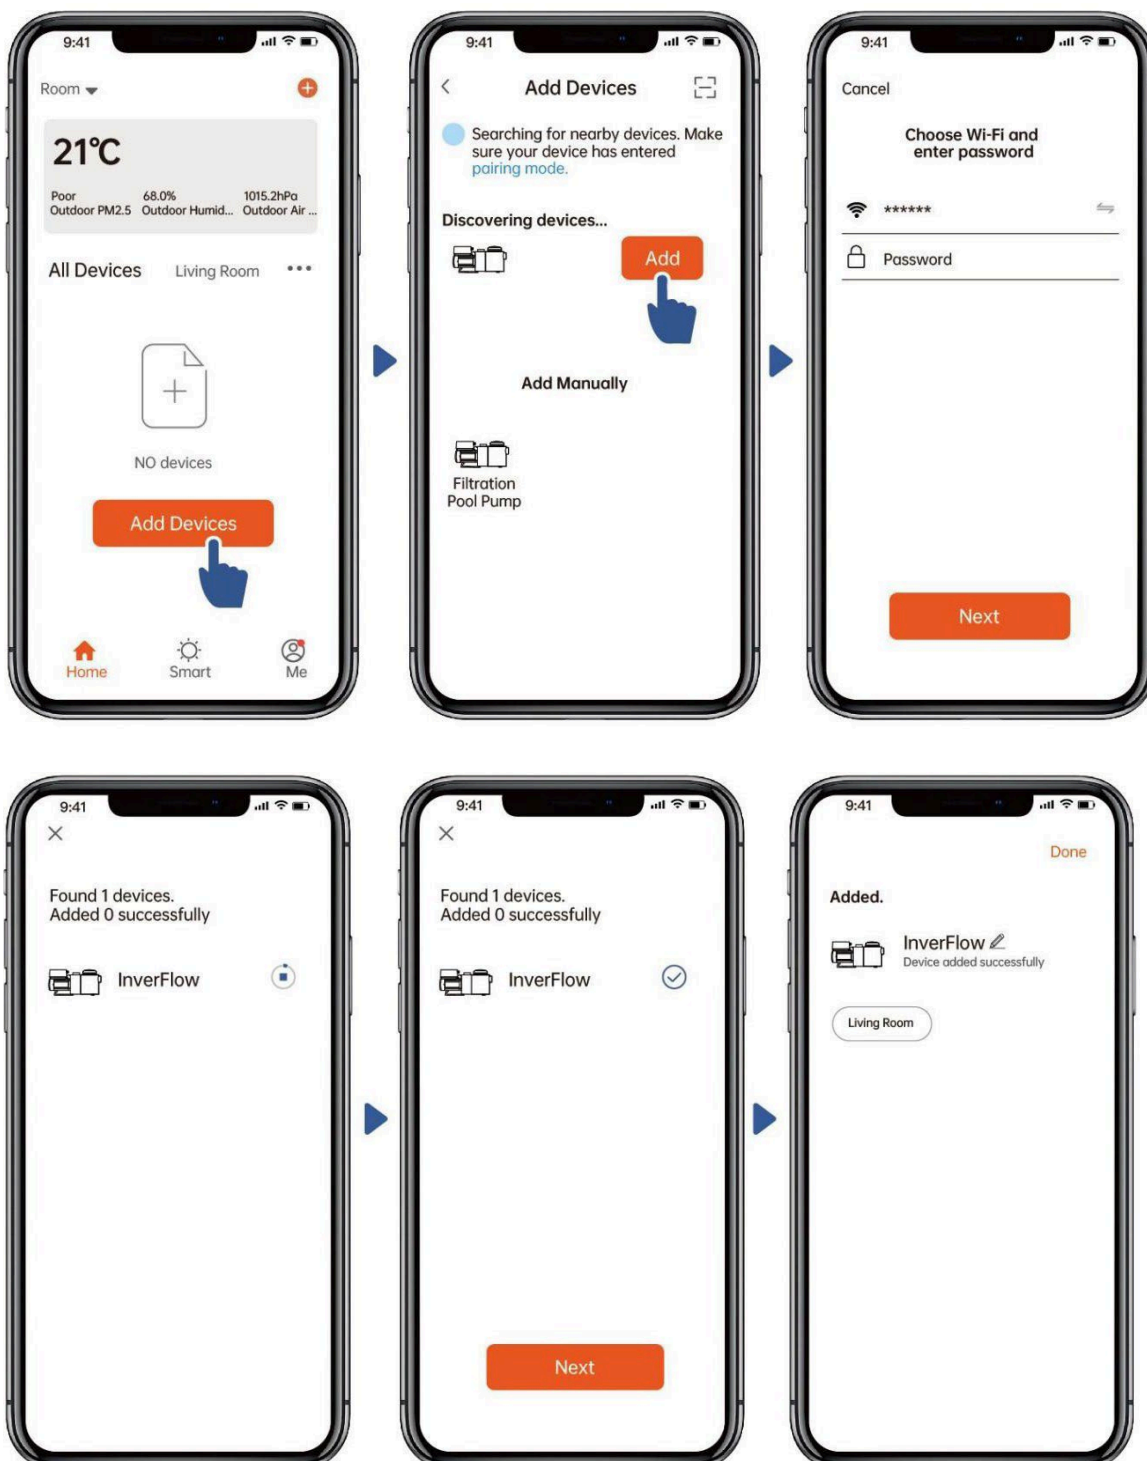 9:41
Room
21℃
Poor 68.0% 1015.2hPa
Outdoor PM2.5 Outdoor Humid... Outdoor Air ...
All Devices Living Room •••
NO devices
Add Devices
Home Smart Me
9:41
Add Devices
Searching for nearby devices. Make
sure your device has entered
pairing mode.
Discovering devices...
Add
Add Manually
Filtration
Pool Pump
9:41
Cancel
Choose Wi-Fi and
enter password
******
Password
Next
9:41
Found 1 devices.
Added 0 successfully
InverFlow
9:41
Found 1 devices.
Added 0 successfully
InverFlow
Next
9:41
Done
Added.
InverFlow
Device added successfully
Living Room